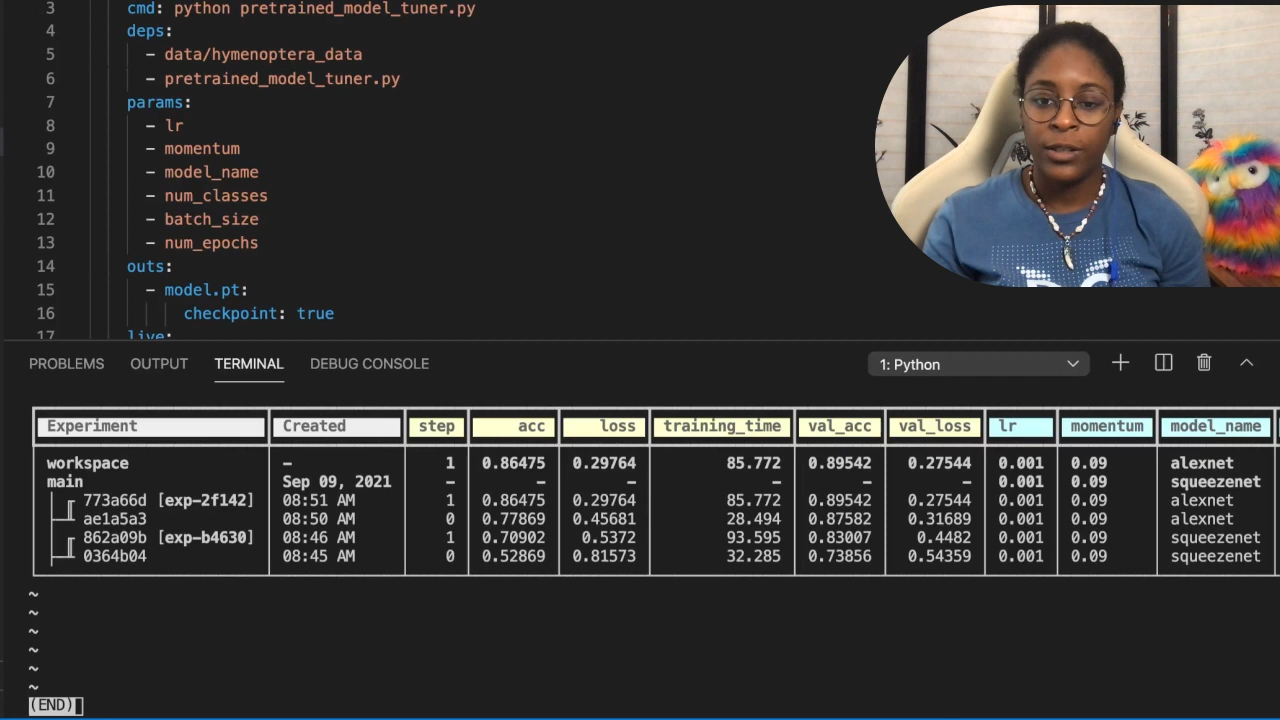 3 cmd: python pretrained_model_tuner.py
4 deps:
5 - data/hymenoptera_data
6 - pretrained_model_tuner.py
7 params:
8 - lr
9 - momentum
10 - model_name
11 - num_classes
12 - batch_size
13 - num_epochs
14 outs:
15 - model.pt:
16 checkpoint: true
17 live:
PROBLEMS OUTPUT TERMINAL DEBUG CONSOLE 1: Python
Experiment Created step acc loss training_time val_acc val_loss lr momentum model_name
workspace – 1 0.86475 0.29764 85.772 0.89542 0.27544 0.001 0.09 alexnet
main Sep 09, 2021 – – – – – – 0.001 0.09 squeezenet
773a66d [exp-2f142] 08:51 AM 1 0.86475 0.29764 85.772 0.89542 0.27544 0.001 0.09 alexnet
ae1a5a3 08:50 AM 0 0.77869 0.45681 28.494 0.87582 0.31689 0.001 0.09 alexnet
862a09b [exp-b4630] 08:46 AM 1 0.70902 0.5372 93.595 0.83007 0.4482 0.001 0.09 squeezenet
0364b04 08:45 AM 0 0.52869 0.81573 32.285 0.73856 0.54359 0.001 0.09 squeezenet
~
~
~
~
~
~
(END)